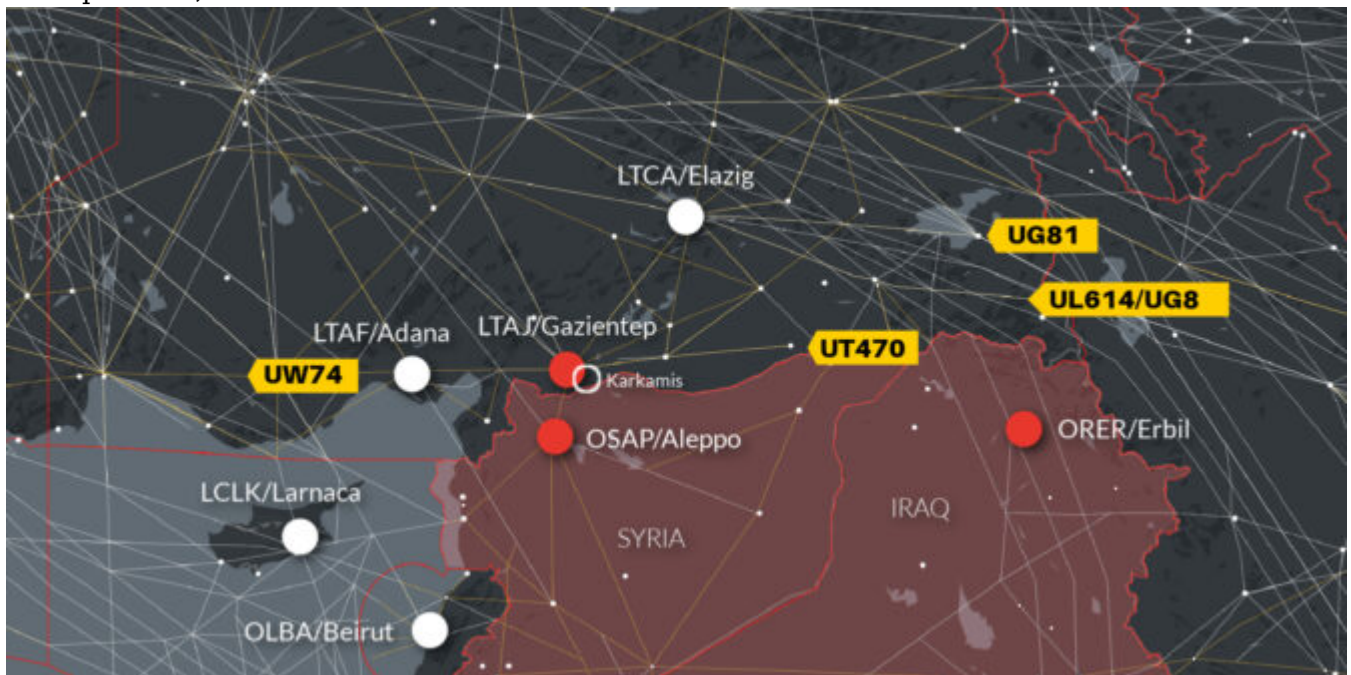 LTCA/Elazig
UG81
UL614/UG8
LTAJ/Gazientep
LTAF/Adana
UT470
UW74
Karkamis
OSAP/Aleppo
ORER/Erbil
LCLK/Larnaca
IRAQ
SYRIA
OLBA/Beirut